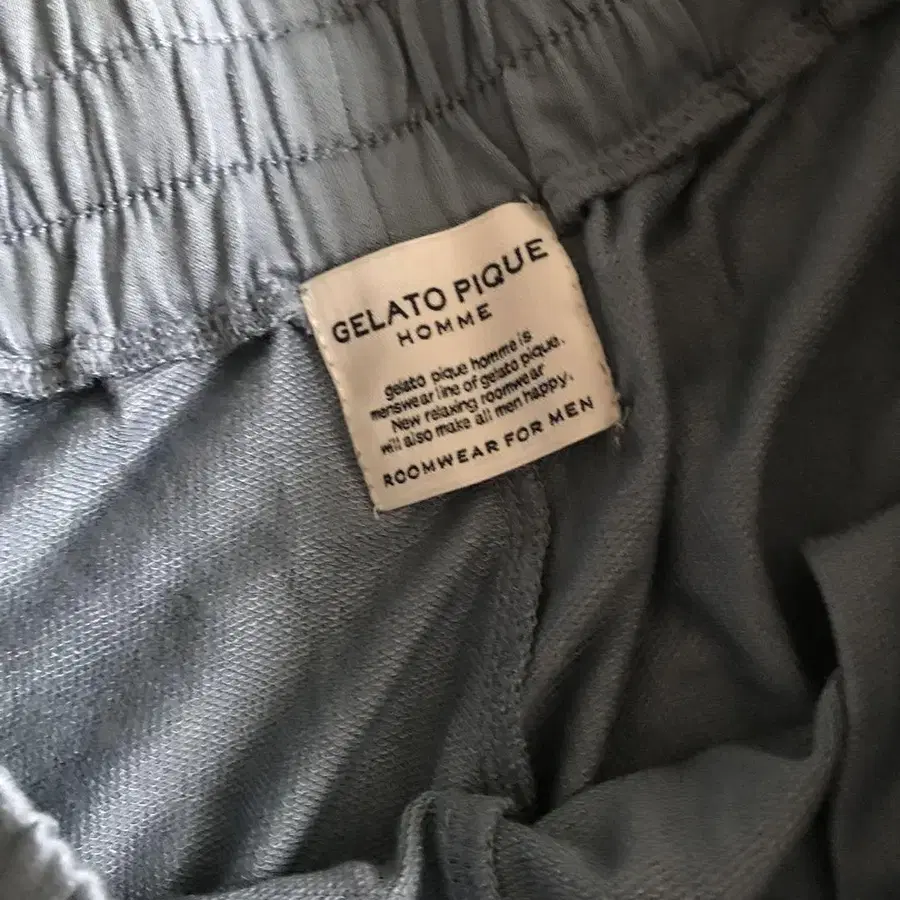 GELATO PIQUE
HOMME
gelato pique homme is
menswear line of gelato pique.
New relaxing roomwear
will also make all men happy.
ROOMWEAR FOR MEN